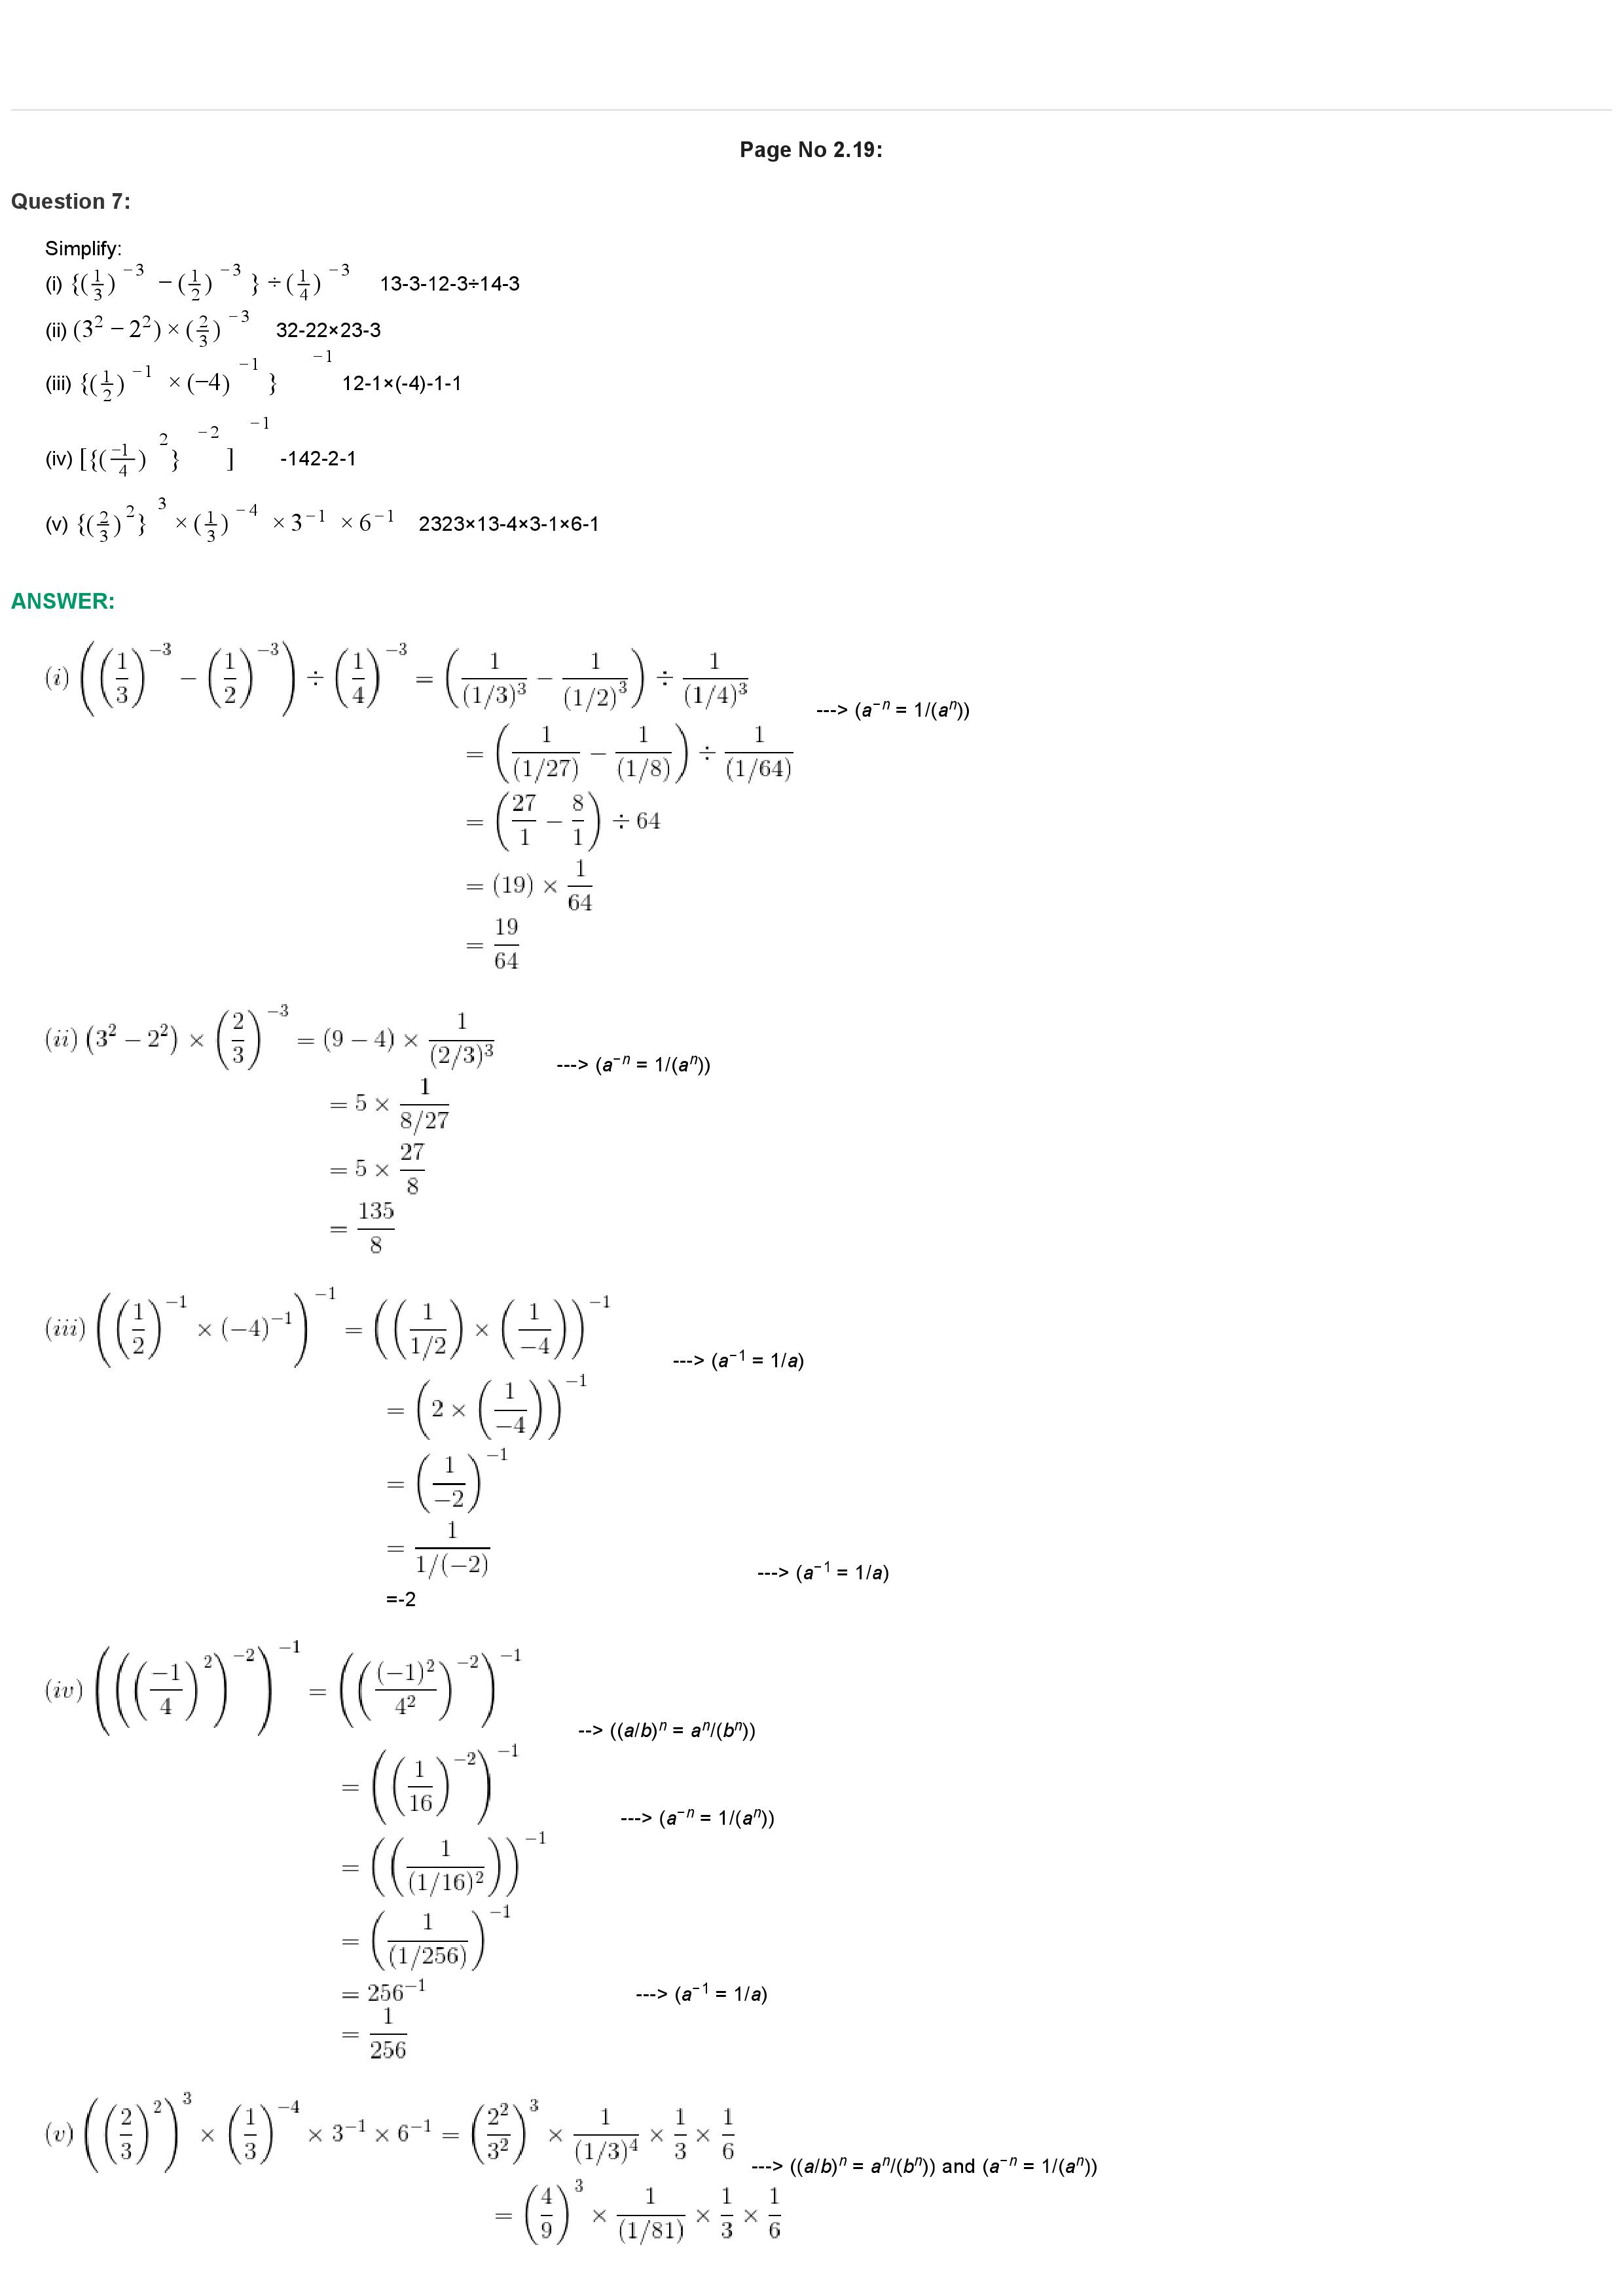 Page No 2.19:
Question 7:
Simplify:
(i) {(1/3)^−3 − (1/2)^−3} ÷ (1/4)^−3 13-3-12-3÷14-3
(ii) (3² − 2²) × (2/3)^−3 32-22×23-3
(iii) {(1/2)^−1 × (−4)^−1}^−1 12-1×(-4)-1-1
(iv) [{(−1/4)^2}^−2]^−1 -142-2-1
(v) {(2/3)^2}^3 × (1/3)^−4 × 3^−1 × 6^−1 2323×13-4×3-1×6-1
ANSWER:
(i) ((1/3)^−3 − (1/2)^−3) ÷ (1/4)^−3 = (1/(1/3)^3 − 1/(1/2)^3) ÷ 1/(1/4)^3 ---> (a^−n = 1/(a^n))
= (1/(1/27) − 1/(1/8)) ÷ 1/(1/64)
= (27/1 − 8/1) ÷ 64
= (19) × 1/64
= 19/64
(ii) (3² − 2²) × (2/3)^−3 = (9 − 4) × 1/(2/3)^3 ---> (a^−n = 1/(a^n))
= 5 × 1/(8/27)
= 5 × 27/8
= 135/8
(iii) ((1/2)^−1 × (−4)^−1)^−1 = ((1/(1/2)) × (1/−4))^−1 ---> (a^−1 = 1/a)
= (2 × (1/−4))^−1
= (1/−2)^−1
= 1/(1/(−2)) ---> (a^−1 = 1/a)
=-2
(iv) (((−1/4)^2)^−2)^−1 = (((−1)^2/4^2)^−2)^−1 --> ((a/b)^n = a^n/(b^n))
= ((1/16)^−2)^−1 ---> (a^−n = 1/(a^n))
= ((1/(1/16)^2))^−1
= (1/(1/256))^−1
= 256^−1 ---> (a^−1 = 1/a)
= 1/256
(v) ((2/3)^2)^3 × (1/3)^−4 × 3^−1 × 6^−1 = (2^2/3^2)^3 × 1/(1/3)^4 × 1/3 × 1/6 ---> ((a/b)^n = a^n/(b^n)) and (a^−n = 1/(a^n))
= (4/9)^3 × 1/(1/81) × 1/3 × 1/6